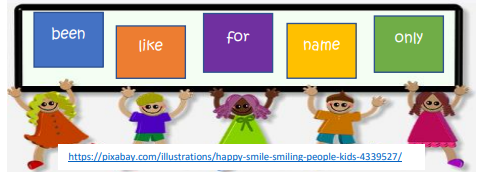 been
like
for
name
only
https://pixabay.com/illustrations/happy-smile-smiling-people-kids-4339527/